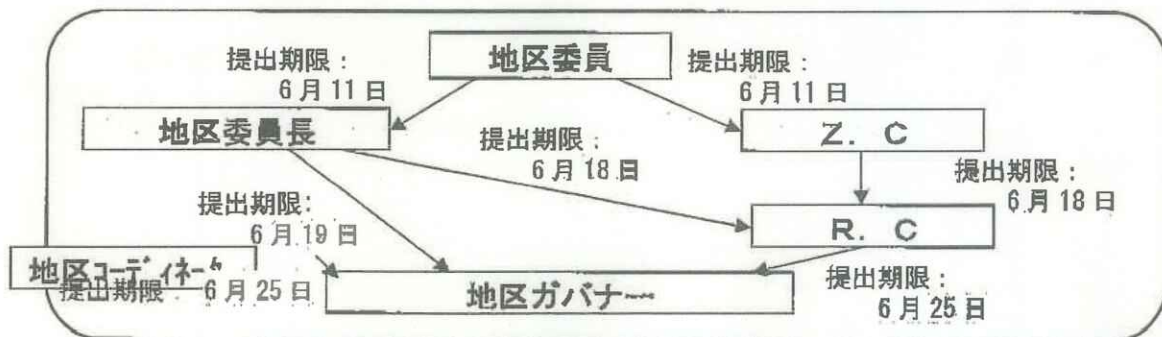 地区委員
提出期限：
6月11日
提出期限：
6月11日
地区委員長
Z. C
提出期限：
6月18日
提出期限：
6月18日
提出期限：
6月19日
R. C
地区コーディネータ
提出期限： 6月25日
地区ガバナー
提出期限：
6月25日